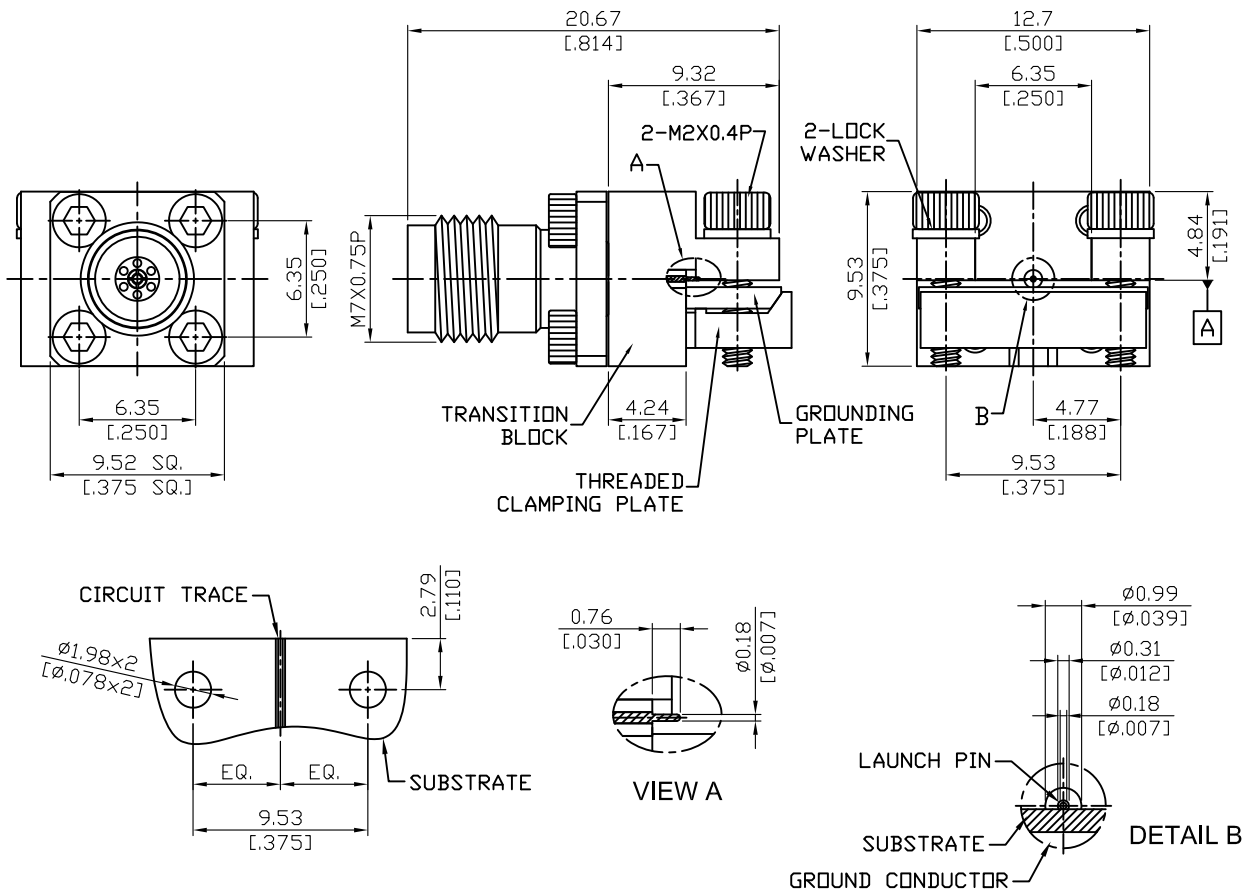 20.67
[.814]
9.32
[.367]
2-M2X0.4P
A
M7X0.75P
TRANSITION
BLOCK
4.24
[.167]
GROUNDING
PLATE
THREADED
CLAMPING PLATE
6.35
[.250]
6.35
[.250]
9.52 SQ.
[.375 SQ.]
12.7
[.500]
6.35
[.250]
2-LOCK
WASHER
9.53
[.375]
4.84
[.191]
A
B
4.77
[.188]
9.53
[.375]
CIRCUIT TRACE
2.79
[.110]
Ø1.98×2
[Ø.078×2]
EQ.
EQ.
SUBSTRATE
9.53
[.375]
0.76
[.030]
Ø0.18
[Ø.007]
VIEW A
Ø0.99
[Ø.039]
Ø0.31
[Ø.012]
Ø0.18
[Ø.007]
LAUNCH PIN
SUBSTRATE
GROUND CONDUCTOR
DETAIL B